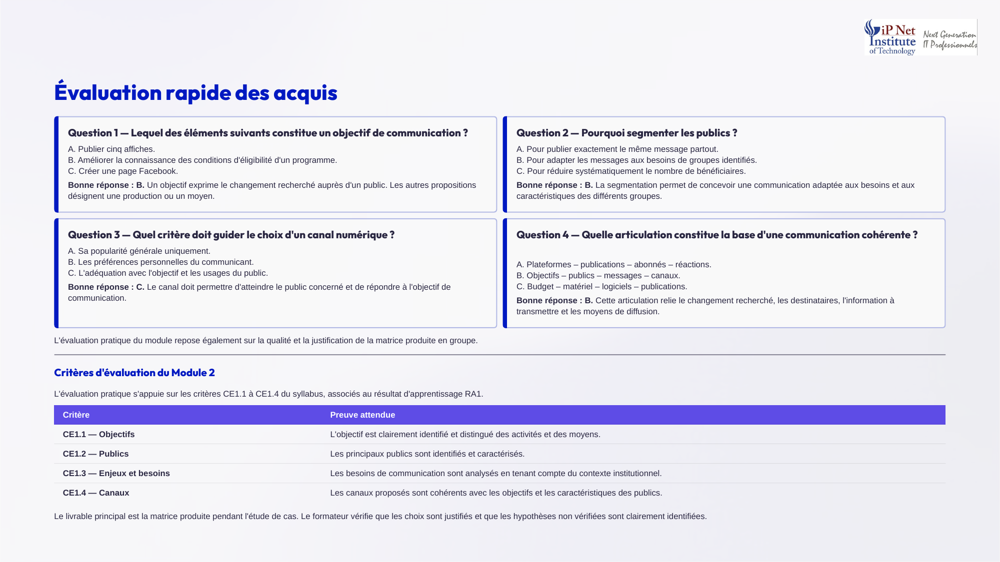 iP Net
Institute
of Technology
Next Generation
IT Professionnels
Évaluation rapide des acquis
Question 1 — Lequel des éléments suivants constitue un objectif de communication ?
A. Publier cinq affiches.
B. Améliorer la connaissance des conditions d'éligibilité d'un programme.
C. Créer une page Facebook.
Bonne réponse : B. Un objectif exprime le changement recherché auprès d'un public. Les autres propositions
désignent une production ou un moyen.
Question 2 — Pourquoi segmenter les publics ?
A. Pour publier exactement le même message partout.
B. Pour adapter les messages aux besoins de groupes identifiés.
C. Pour réduire systématiquement le nombre de bénéficiaires.
Bonne réponse : B. La segmentation permet de concevoir une communication adaptée aux besoins et aux
caractéristiques des différents groupes.
Question 3 — Quel critère doit guider le choix d'un canal numérique ?
A. Sa popularité générale uniquement.
B. Les préférences personnelles du communicant.
C. L'adéquation avec l'objectif et les usages du public.
Bonne réponse : C. Le canal doit permettre d'atteindre le public concerné et de répondre à l'objectif de
communication.
Question 4 — Quelle articulation constitue la base d'une communication cohérente ?
A. Plateformes – publications – abonnés – réactions.
B. Objectifs – publics – messages – canaux.
C. Budget – matériel – logiciels – publications.
Bonne réponse : B. Cette articulation relie le changement recherché, les destinataires, l'information à
transmettre et les moyens de diffusion.
L'évaluation pratique du module repose également sur la qualité et la justification de la matrice produite en groupe.
Critères d'évaluation du Module 2
L'évaluation pratique s'appuie sur les critères CE1.1 à CE1.4 du syllabus, associés au résultat d'apprentissage RA1.
Critère Preuve attendue
CE1.1 — Objectifs L'objectif est clairement identifié et distingué des activités et des moyens.
CE1.2 — Publics Les principaux publics sont identifiés et caractérisés.
CE1.3 — Enjeux et besoins Les besoins de communication sont analysés en tenant compte du contexte institutionnel.
CE1.4 — Canaux Les canaux proposés sont cohérents avec les objectifs et les caractéristiques des publics.
Le livrable principal est la matrice produite pendant l'étude de cas. Le formateur vérifie que les choix sont justifiés et que les hypothèses non vérifiées sont clairement identifiées.